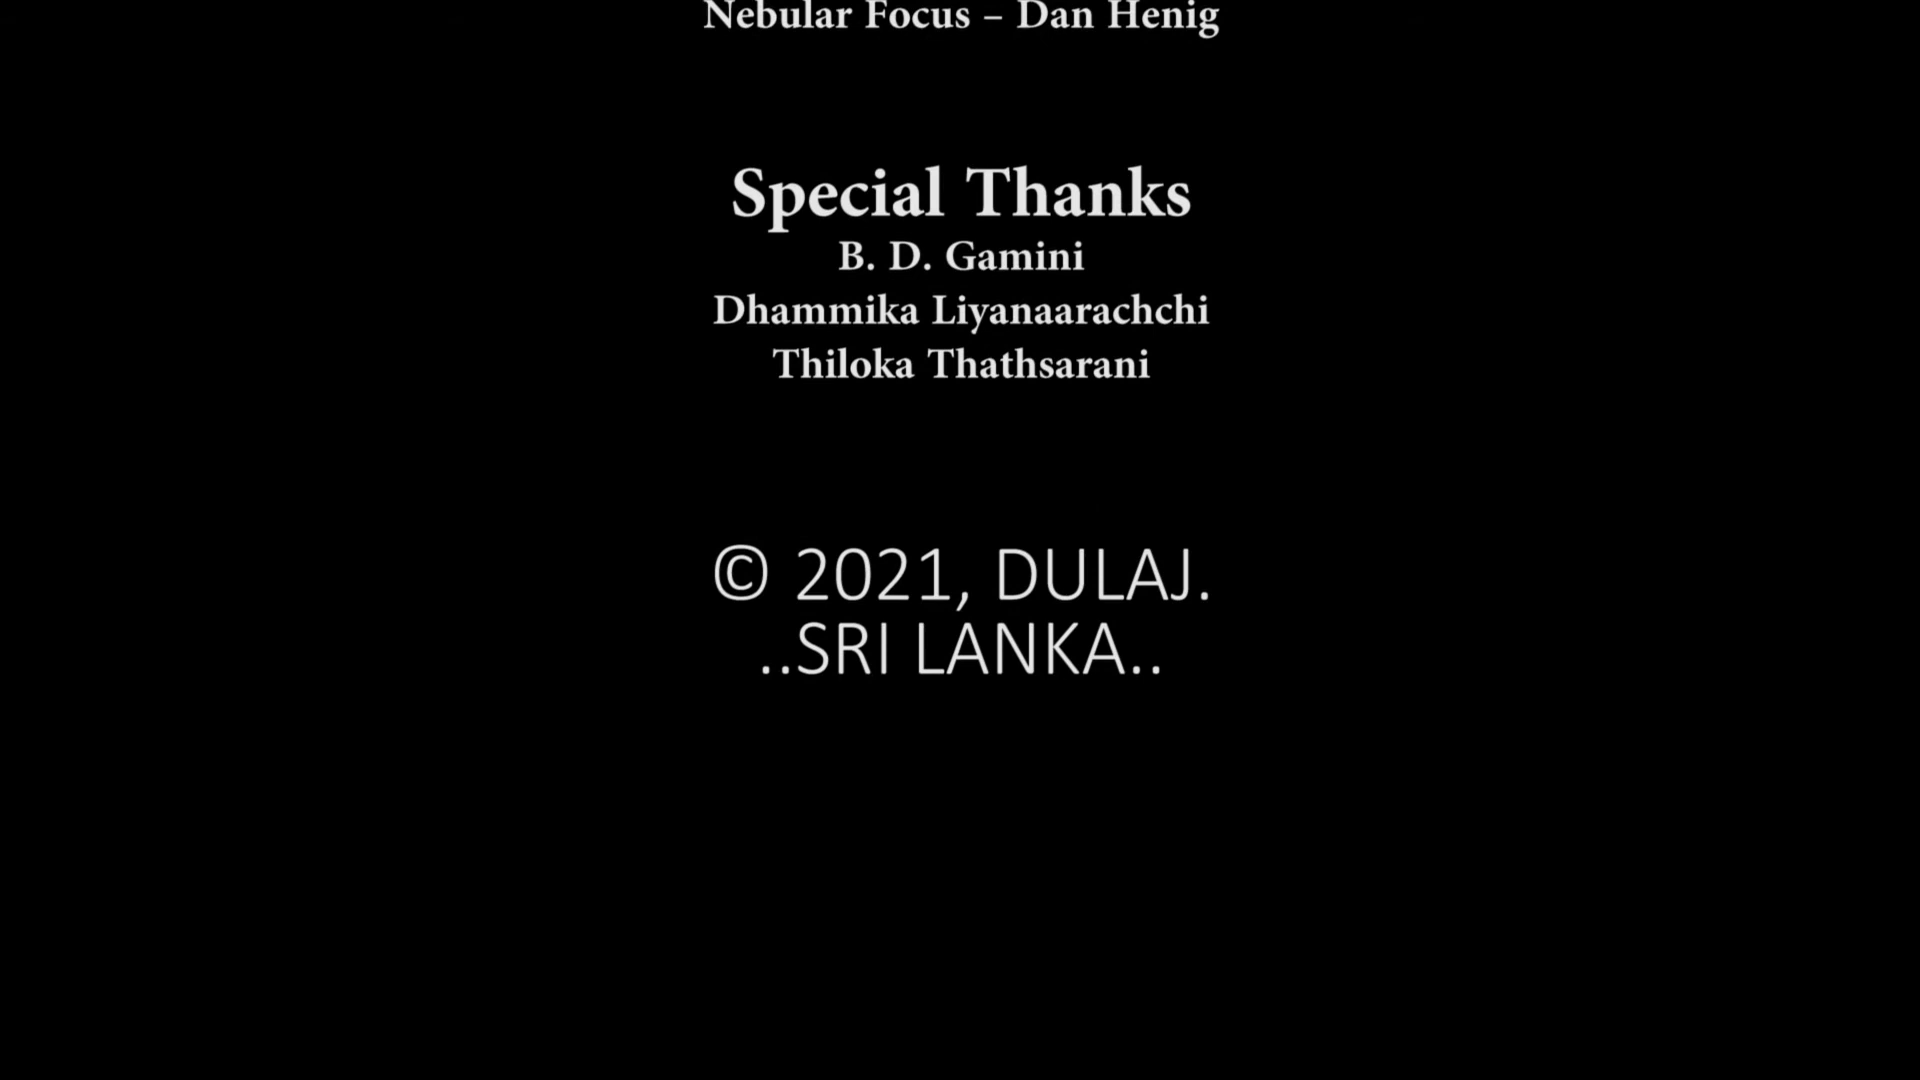 Nebular Focus – Dan Henig
Special Thanks
B. D. Gamini
Dhammika Liyanaarachchi
Thiloka Thathsarani
© 2021, DULAJ.
..SRI LANKA..